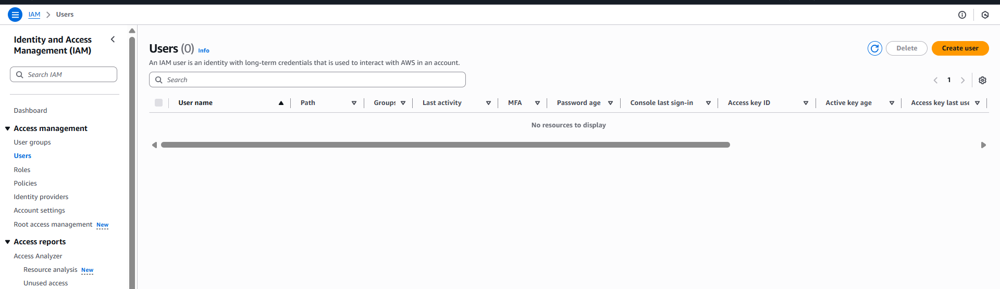 IAM > Users
Identity and Access
Management (IAM)
Search IAM
Dashboard
Access management
User groups
Users
Roles
Policies
Identity providers
Account settings
Root access management New
Access reports
Access Analyzer
Resource analysis New
Unused access
Users (0) Info
Delete
Create user
An IAM user is an identity with long-term credentials that is used to interact with AWS in an account.
Search
1
User name Path Groups Last activity MFA Password age Console last sign-in Access key ID Active key age Access key last use
No resources to display